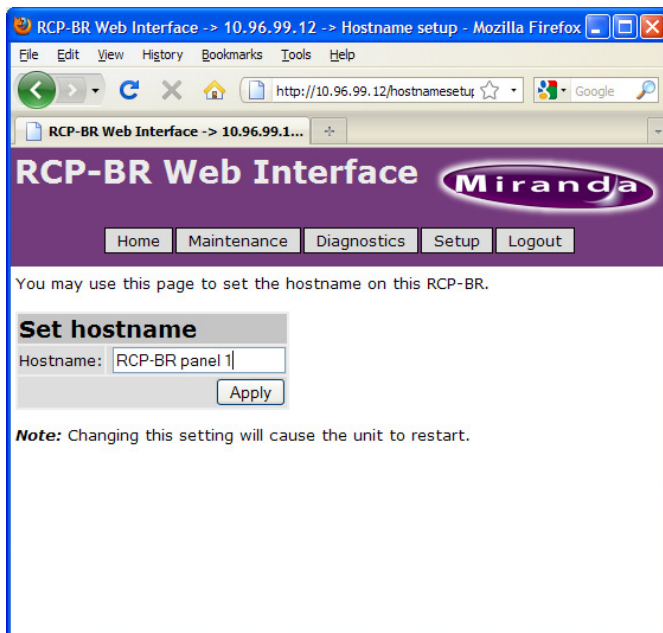 RCP-BR Web Interface -> 10.96.99.12 -> Hostname setup - Mozilla Firefox
File Edit View History Bookmarks Tools Help
http://10.96.99.12/hostnamesetup Google
RCP-BR Web Interface -> 10.96.99.1...
RCP-BR Web Interface Miranda
Home Maintenance Diagnostics Setup Logout
You may use this page to set the hostname on this RCP-BR.
Set hostname
Hostname: RCP-BR panel 1
Apply
Note: Changing this setting will cause the unit to restart.